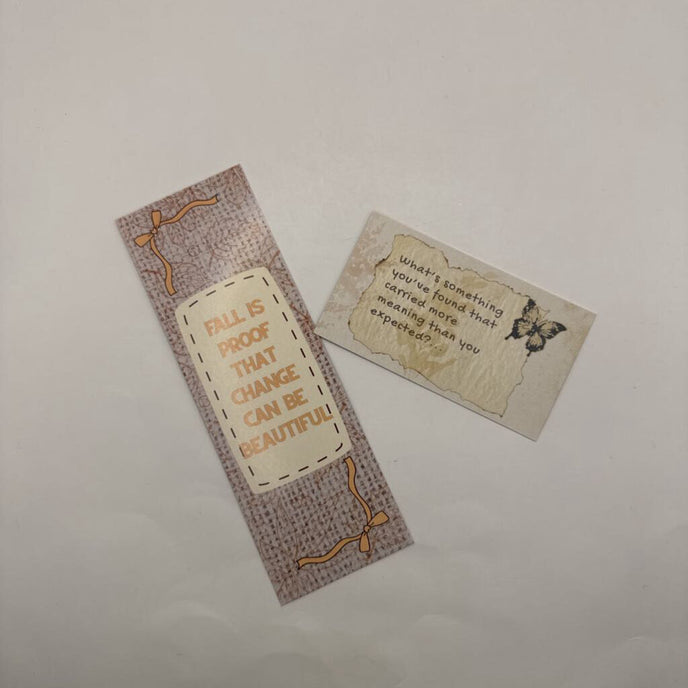 FALL IS
PROOF
THAT
CHANGE
CAN BE
BEAUTIFUL
What's something
you've found that
carried more
meaning than you
expected?